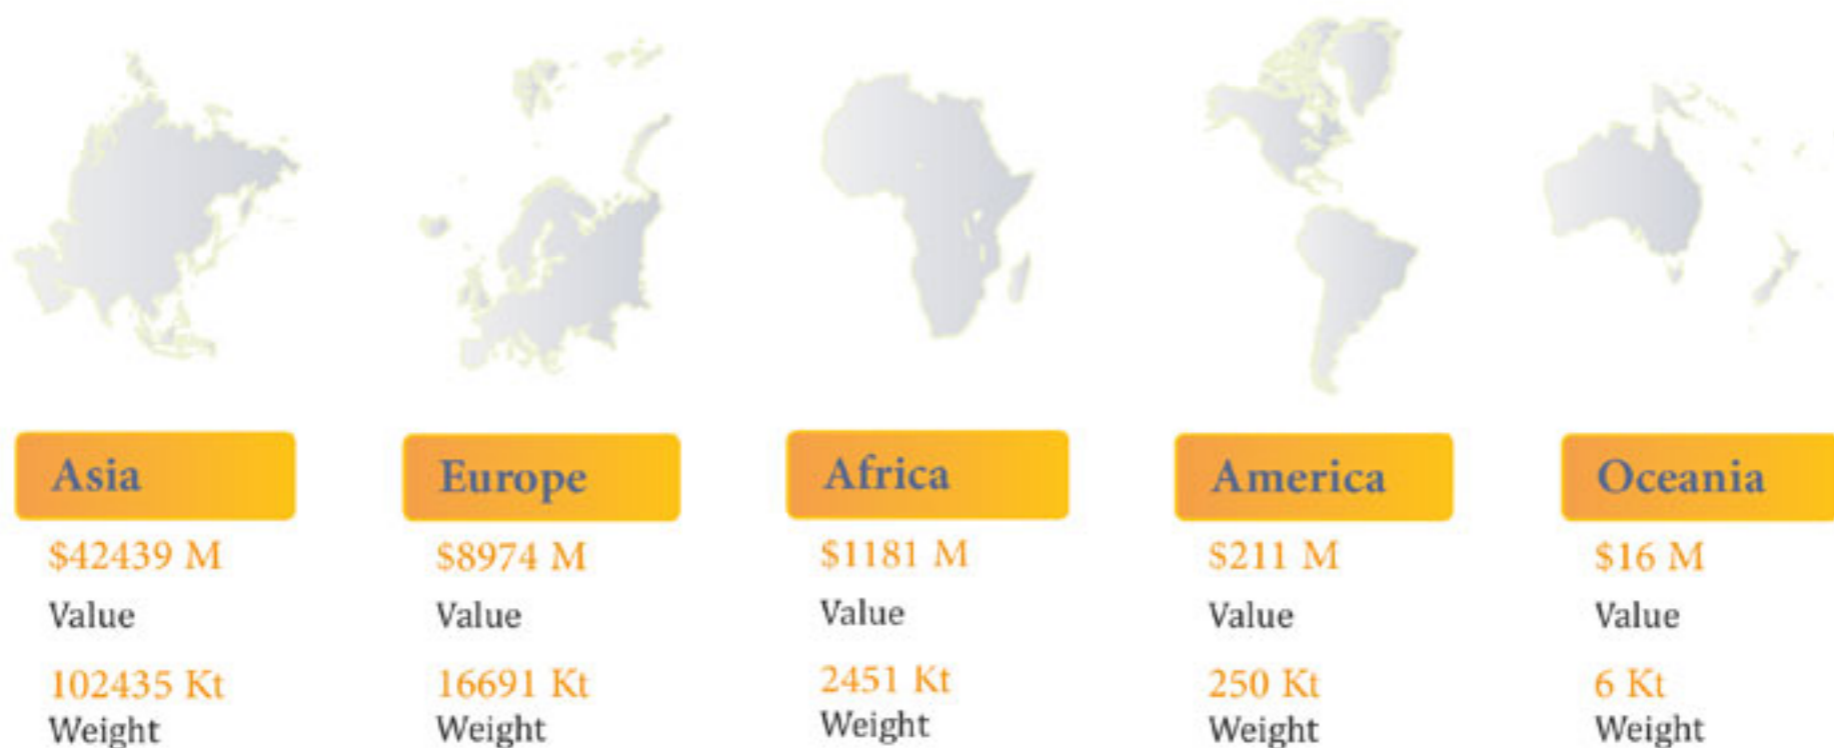 Asia
$42439 M
Value
102435 Kt
Weight
Europe
$8974 M
Value
16691 Kt
Weight
Africa
$1181 M
Value
2451 Kt
Weight
America
$211 M
Value
250 Kt
Weight
Oceania
$16 M
Value
6 Kt
Weight